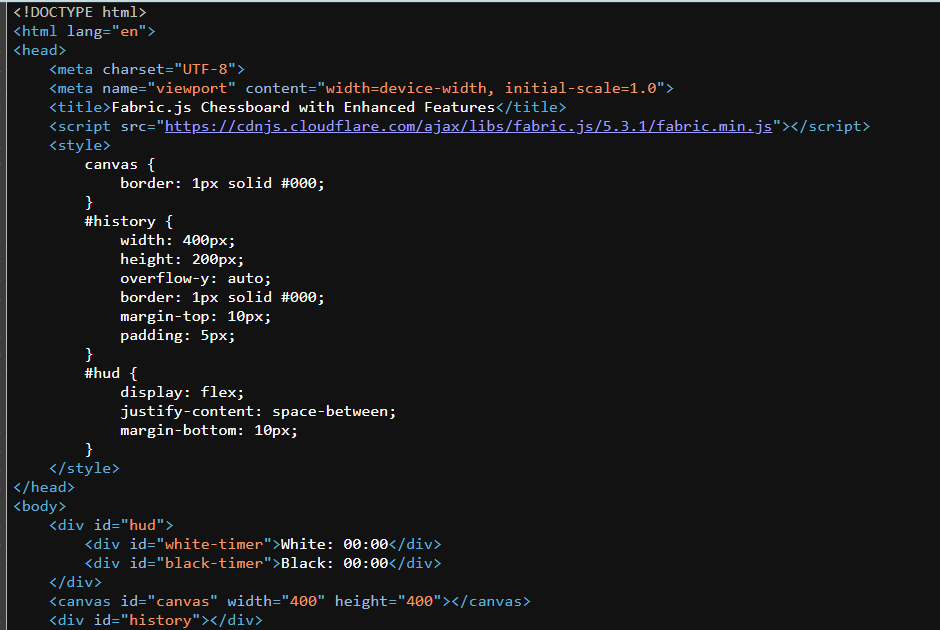 <!DOCTYPE html>
<html lang="en">
<head>
    <meta charset="UTF-8">
    <meta name="viewport" content="width=device-width, initial-scale=1.0">
    <title>Fabric.js Chessboard with Enhanced Features</title>
    <script src="https://cdnjs.cloudflare.com/ajax/libs/fabric.js/5.3.1/fabric.min.js"></script>
    <style>
        canvas {
            border: 1px solid #000;
        }
        #history {
            width: 400px;
            height: 200px;
            overflow-y: auto;
            border: 1px solid #000;
            margin-top: 10px;
            padding: 5px;
        }
        #hud {
            display: flex;
            justify-content: space-between;
            margin-bottom: 10px;
        }
    </style>
</head>
<body>
    <div id="hud">
        <div id="white-timer">White: 00:00</div>
        <div id="black-timer">Black: 00:00</div>
    </div>
    <canvas id="canvas" width="400" height="400"></canvas>
    <div id="history"></div>